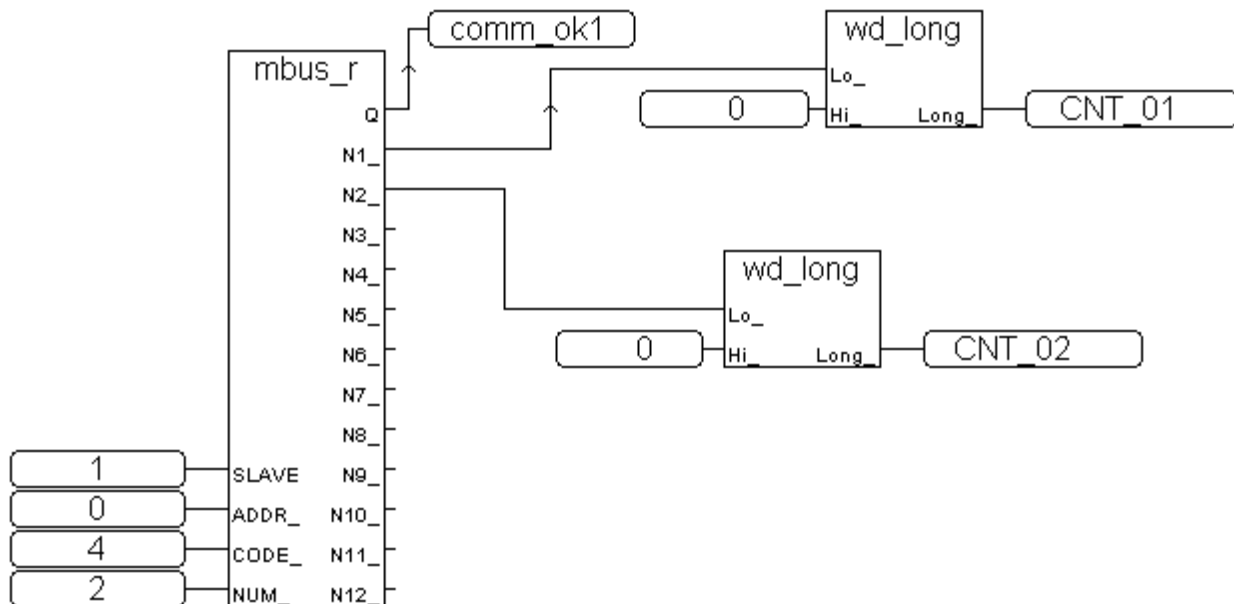 comm_ok1
wd_long
mbus_r
Lo_
Q
0
Hi_ Long_
CNT_01
N1_
N2_
N3_
wd_long
N4_
N5_
Lo_
N6_
0
Hi_ Long_
CNT_02
N7_
N8_
1
SLAVE N9_
0
ADDR_ N10_
4
CODE_ N11_
2
NUM_ N12_